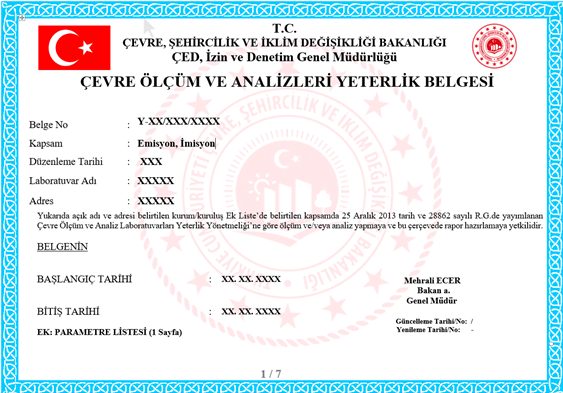 T.C.
ÇEVRE, ŞEHİRCİLİK VE İKLİM DEĞİŞİKLİĞİ BAKANLIĞI
ÇED, İzin ve Denetim Genel Müdürlüğü
ÇEVRE ÖLÇÜM VE ANALİZLERİ YETERLİK BELGESİ
Belge No : Y-XX/XXX/XXXX
Kapsam : Emisyon, İmisyon
Düzenleme Tarihi : XXX
Laboratuvar Adı : XXXXX
Adres : XXXXX
Yukarıda açık adı ve adresi belirtilen kurum/kuruluş Ek Liste'de belirtilen kapsamda 25 Aralık 2013 tarih ve 28862 sayılı R.G.de yayımlanan
Çevre Ölçüm ve Analiz Laboratuvarları Yeterlik Yönetmeliği'ne göre ölçüm ve/veya analiz yapmaya ve bu çerçevede rapor hazırlamaya yetkilidir.
BELGENİN
BAŞLANGIÇ TARİHİ : XX. XX. XXXX
BİTİŞ TARİHİ : XX. XX. XXXX
EK: PARAMETRE LİSTESİ (1 Sayfa)
Mehrali ECER
Bakan a.
Genel Müdür
Güncelleme Tarihi/No: /
Yenileme Tarihi/No: -
1 / 7